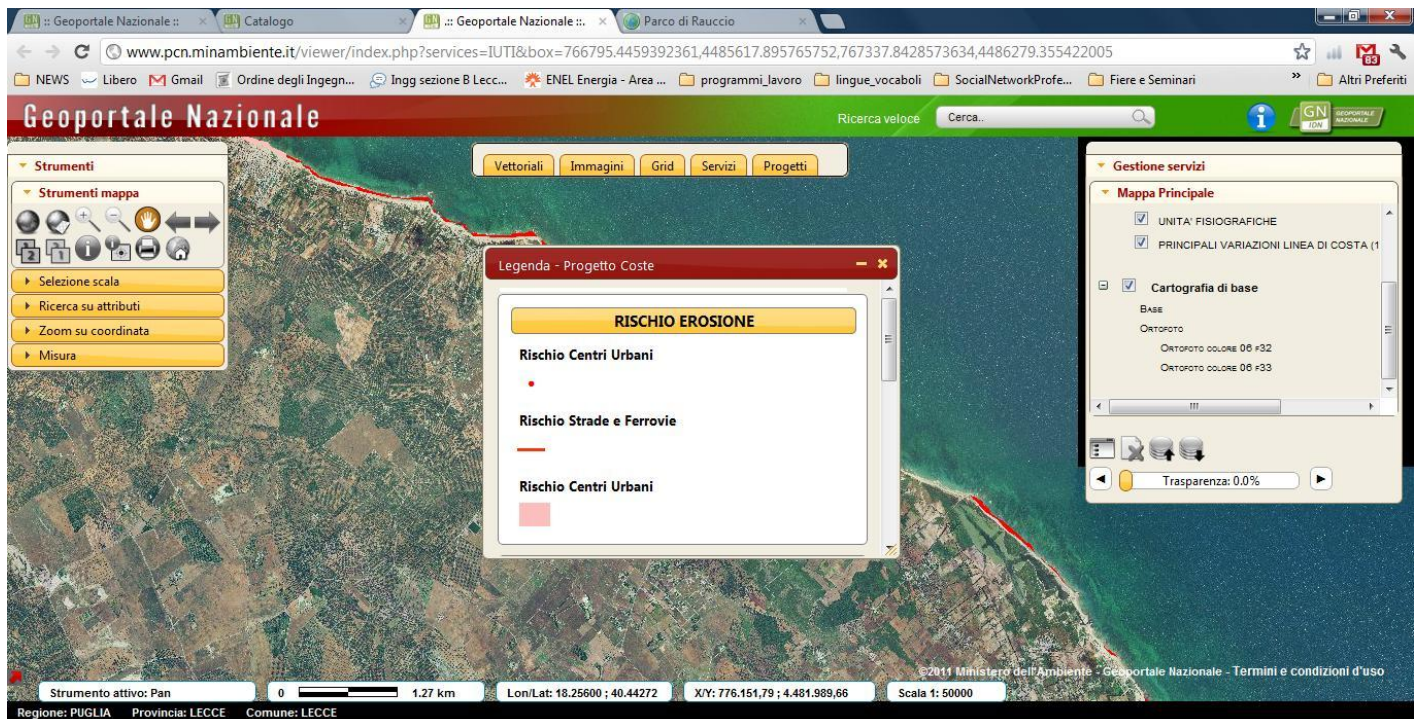 .:: Geoportale Nazionale ::
Catalogo
.:: Geoportale Nazionale ::.
Parco di Rauccio
www.pcn.minambiente.it/viewer/index.php?services=IUTI&box=766795.4459392361,4485617.895765752,767337.8428573634,4486279.355422005
83
NEWS Libero Gmail Ordine degli Ingegn... Ingg sezione B Lecc... ENEL Energia - Area ... programmi_lavoro lingue_vocaboli SocialNetworkProfe... Fiere e Seminari » Altri Preferiti
Geoportale Nazionale
Ricerca veloce
Cerca..
GN
IDN
GEOPORTALE
NAZIONALE
Strumenti
Strumenti mappa
2 1
Selezione scala
Ricerca su attributi
Zoom su coordinata
Misura
Vettoriali Immagini Grid Servizi Progetti
Legenda - Progetto Coste
RISCHIO EROSIONE
Rischio Centri Urbani
Rischio Strade e Ferrovie
Rischio Centri Urbani
Gestione servizi
Mappa Principale
UNITA' FISIOGRAFICHE
PRINCIPALI VARIAZIONI LINEA DI COSTA (1
Cartografia di base
BASE
ORTOFOTO
ORTOFOTO COLORE 06 F32
ORTOFOTO COLORE 06 F33
Trasparenza: 0.0%
©2011 Ministero dell'Ambiente - Geoportale Nazionale - Termini e condizioni d'uso
Strumento attivo: Pan
0 1.27 km
Lon/Lat: 18.25600 ; 40.44272
X/Y: 776.151,79 ; 4.481.989,66
Scala 1: 50000
Regione: PUGLIA Provincia: LECCE Comune: LECCE